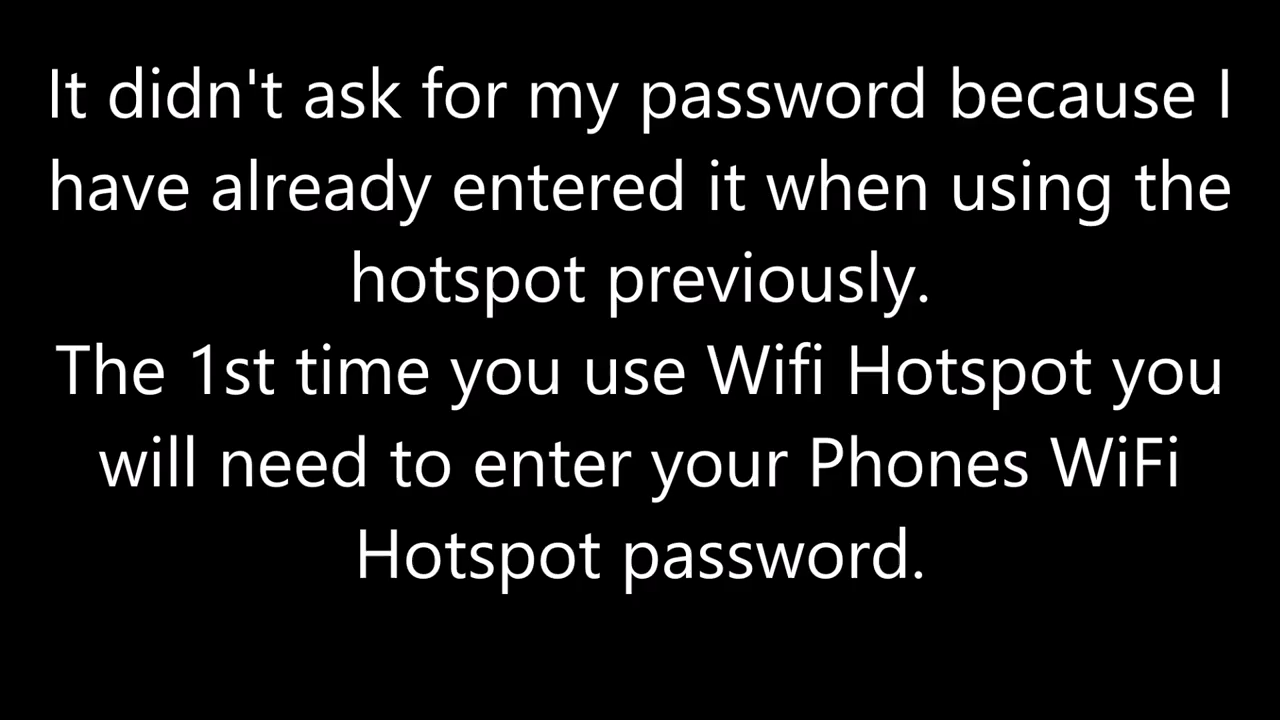 It didn't ask for my password because I
have already entered it when using the
hotspot previously.
The 1st time you use Wifi Hotspot you
will need to enter your Phones WiFi
Hotspot password.